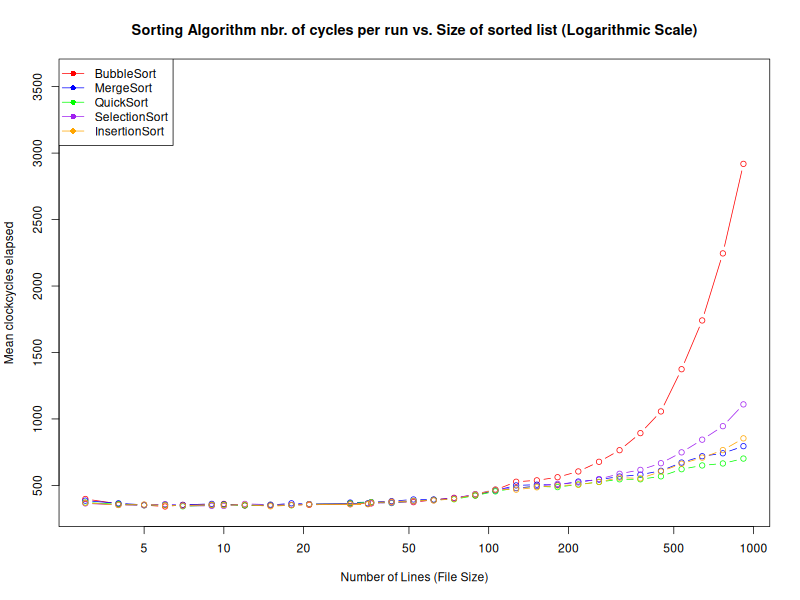 Sorting Algorithm nbr. of cycles per run vs. Size of sorted list (Logarithmic Scale)
BubbleSort
MergeSort
QuickSort
SelectionSort
InsertionSort
Mean clockcycles elapsed
3500
3000
2500
2000
1500
1000
500
5 10 20 50 100 200 500 1000
Number of Lines (File Size)